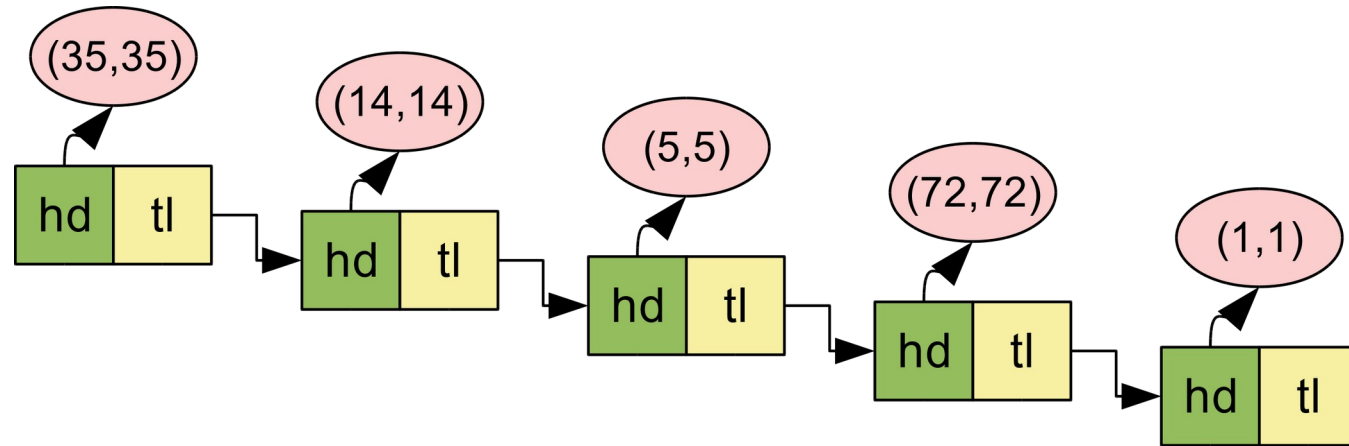 (35,35)
(14,14)
(5,5)
(72,72)
(1,1)
hd tl
hd tl
hd tl
hd tl
hd tl